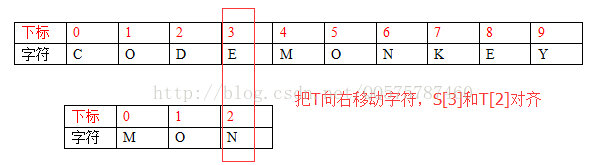 下标 0 1 2 3 4 5 6 7 8 9
字符 C O D E M O N K E Y
http://blog.csdn.net/u0575787460
把T向右移动字符，S[3]和T[2]对齐
下标 0 1 2
字符 M O N